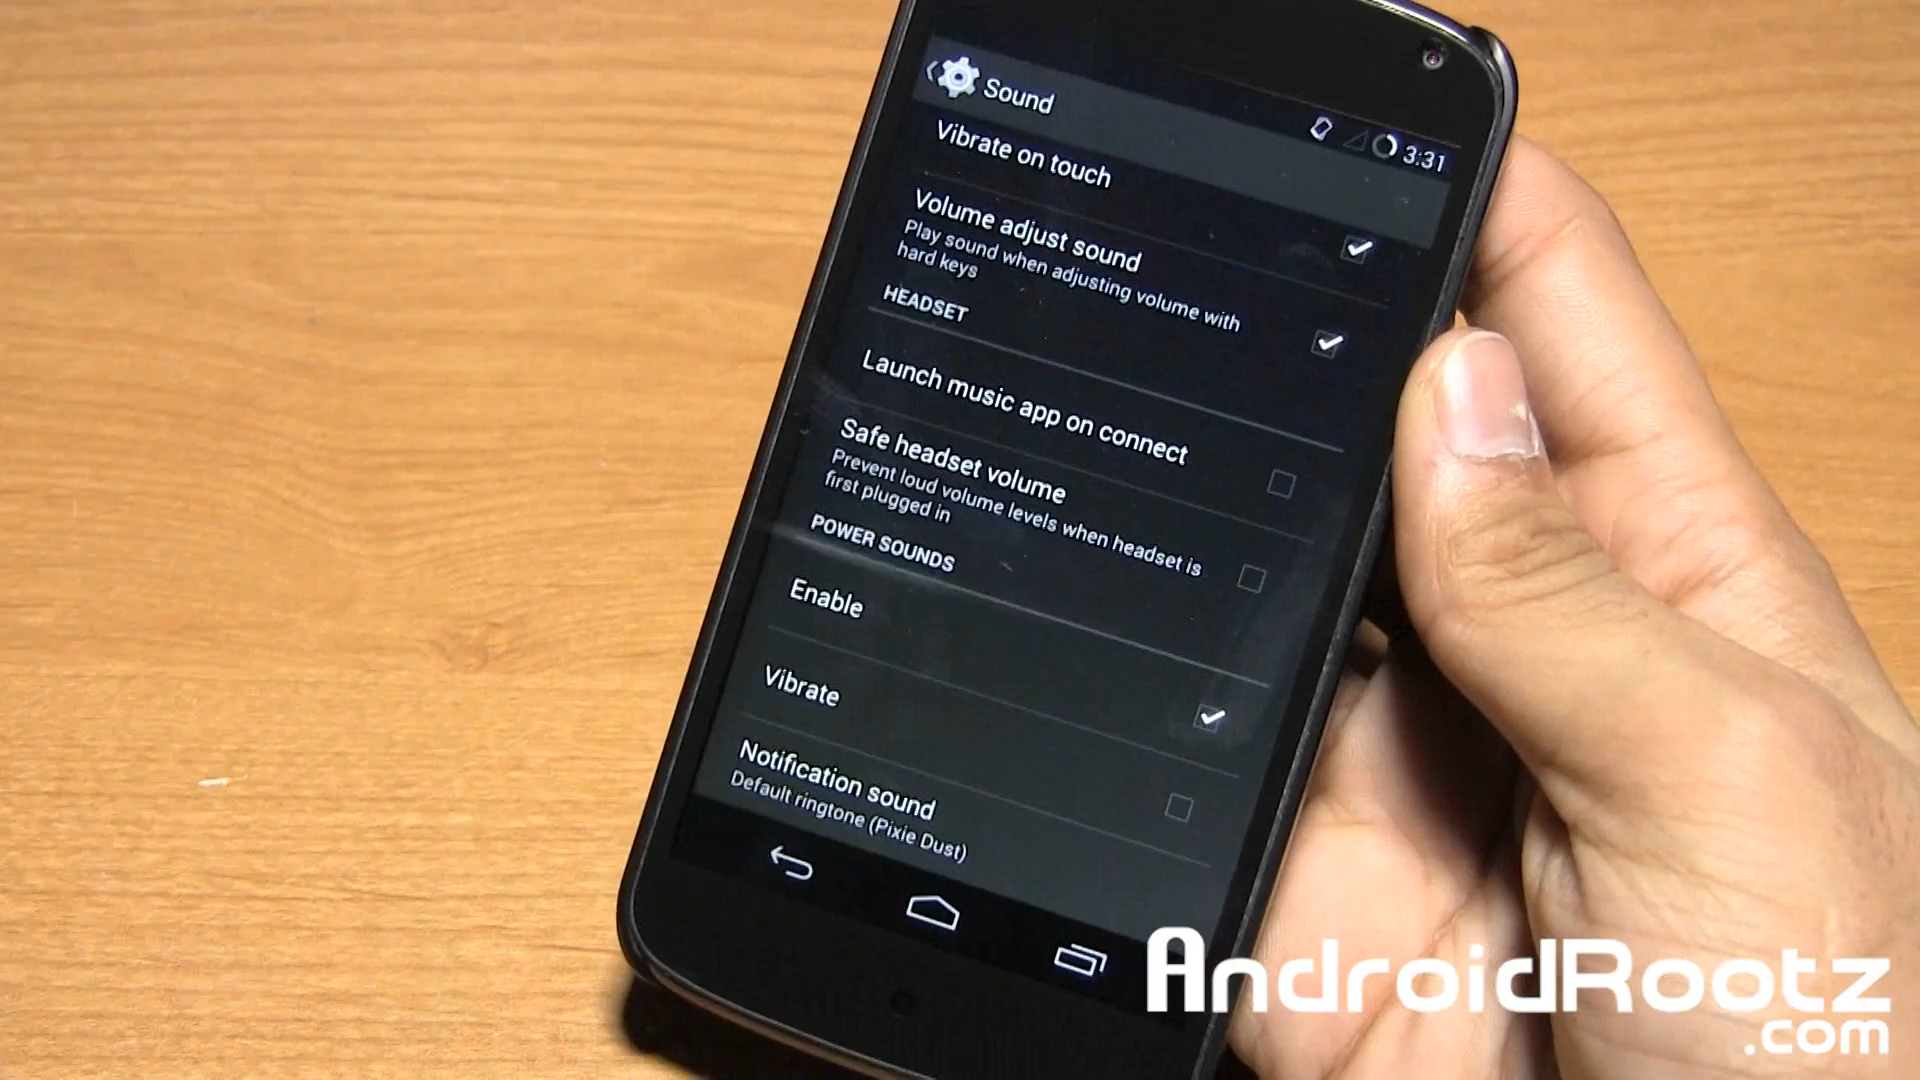 Sound
3:31
Vibrate on touch
Volume adjust sound
Play sound when adjusting volume with
hard keys
HEADSET
Launch music app on connect
Safe headset volume
Prevent loud volume levels when headset is
first plugged in
POWER SOUNDS
Enable
Vibrate
Notification sound
Default ringtone (Pixie Dust)
AndroidRootz
.com